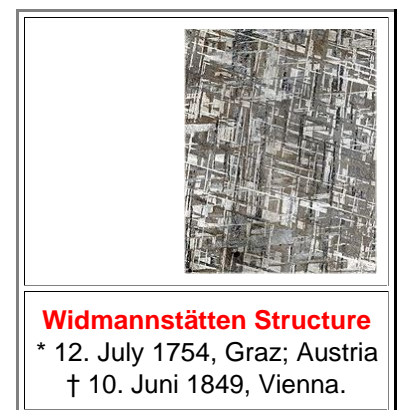 Widmannstätten Structure
* 12. July 1754, Graz; Austria
† 10. Juni 1849, Vienna.